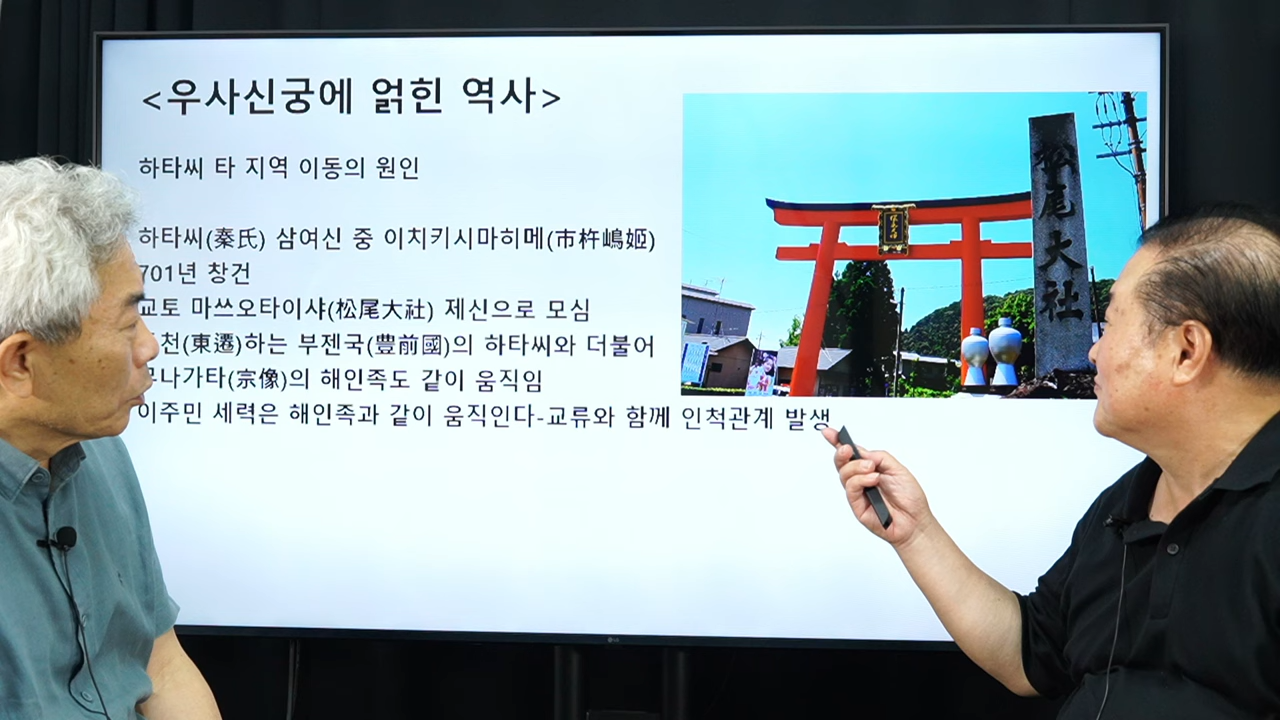 <우사신궁에 얽힌 역사>
하타씨 타 지역 이동의 원인
하타씨(秦氏) 삼여신 중 이치키시마히메(市杵嶋姬)
701년 창건
교토 마쓰오타이샤(松尾大社) 제신으로 모심
천(東遷)하는 부젠국(豊前國)의 하타씨와 더불어
나가타(宗像)의 해인족도 같이 움직임
이주민 세력은 해인족과 같이 움직인다-교류와 함께 인척관계 발생
松尾大社
LG